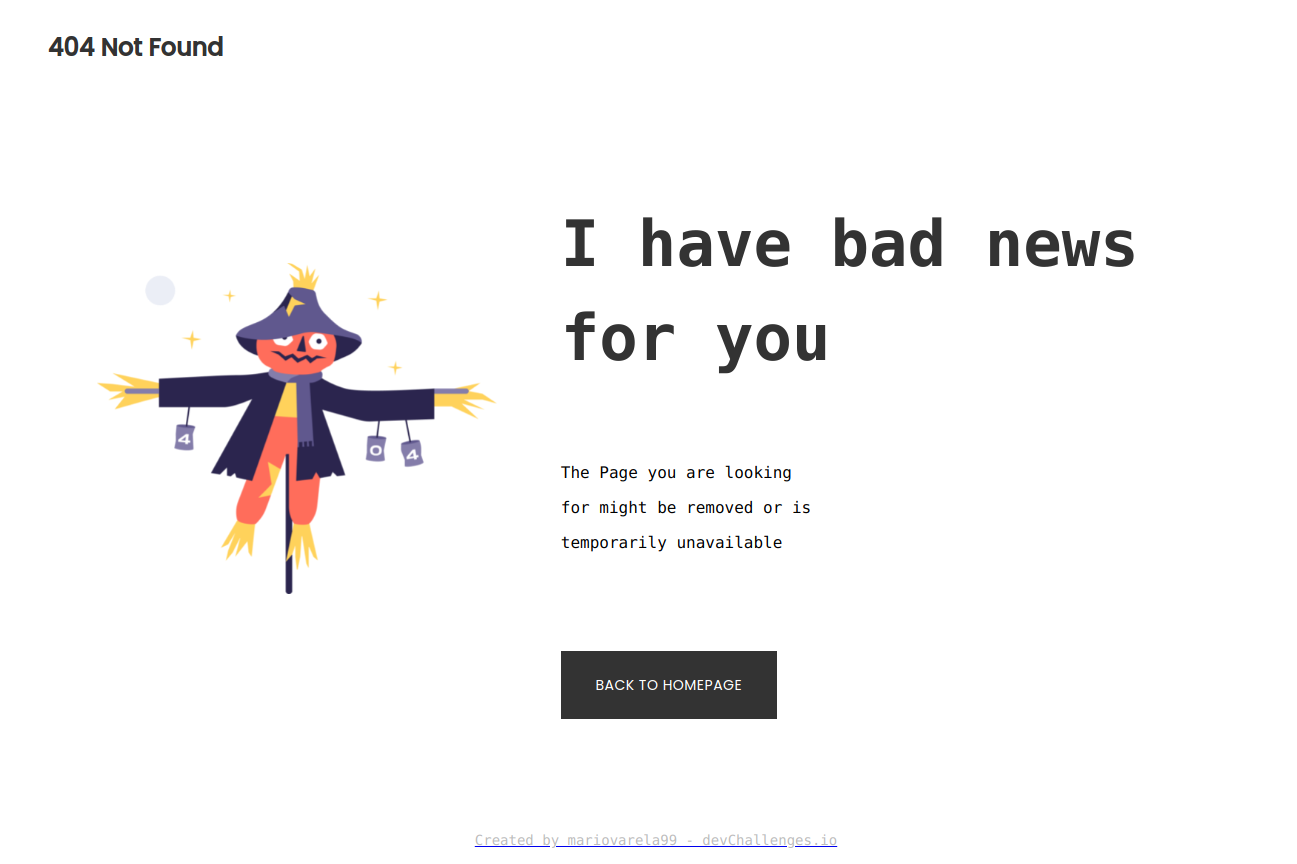 404 Not Found
I have bad news
for you
4
0
4
The Page you are looking
for might be removed or is
temporarily unavailable
BACK TO HOMEPAGE
Created by mariovarela99 - devChallenges.io